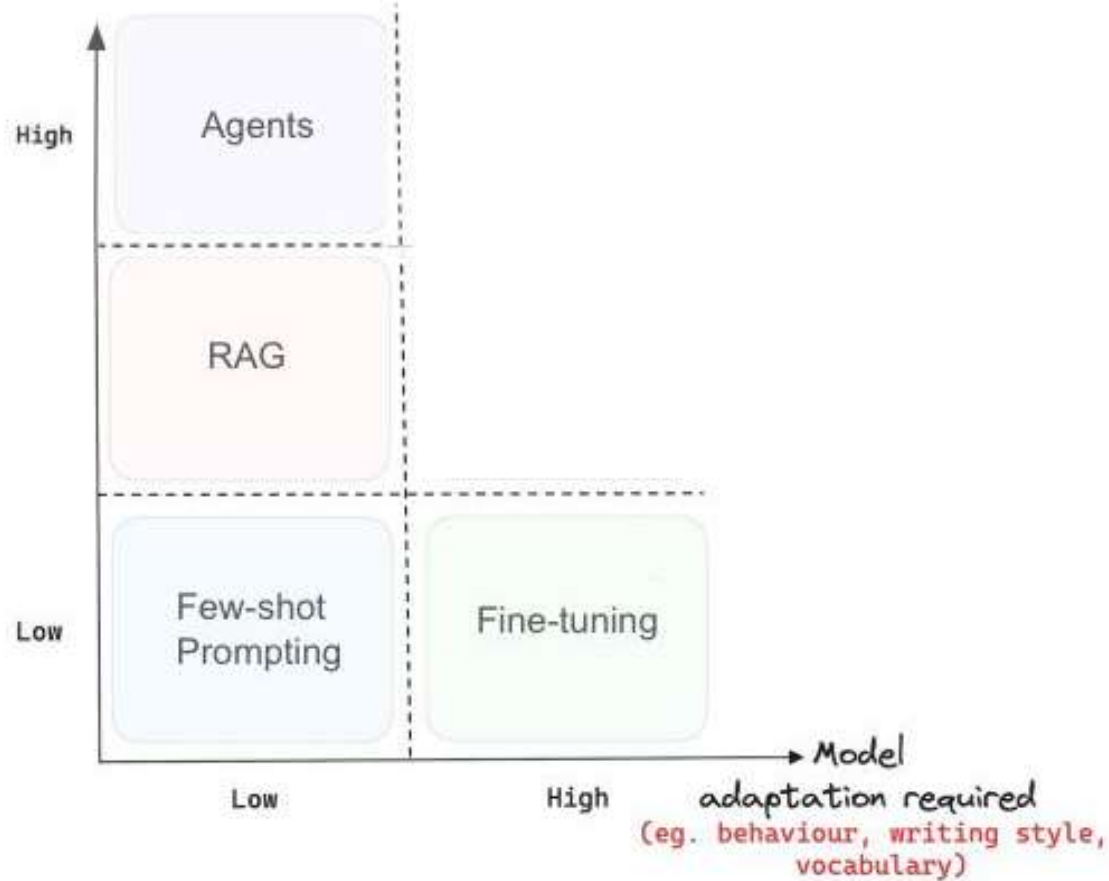 High
Agents
RAG
Low
Few-shot
Prompting
Fine-tuning
Low
High
Model
adaptation required
(eg. behaviour, writing style,
vocabulary)